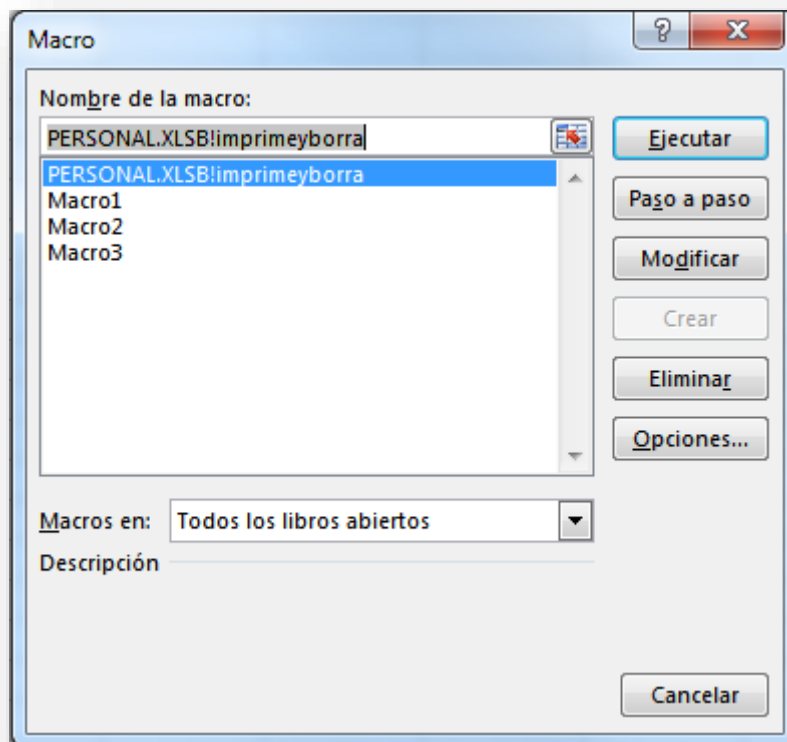 Macro
Nombre de la macro:
PERSONAL.XLSB!imprimeyborra
PERSONAL.XLSB!imprimeyborra
Macro1
Macro2
Macro3
Ejecutar
Paso a paso
Modificar
Crear
Eliminar
Opciones...
Macros en: Todos los libros abiertos
Descripción
Cancelar